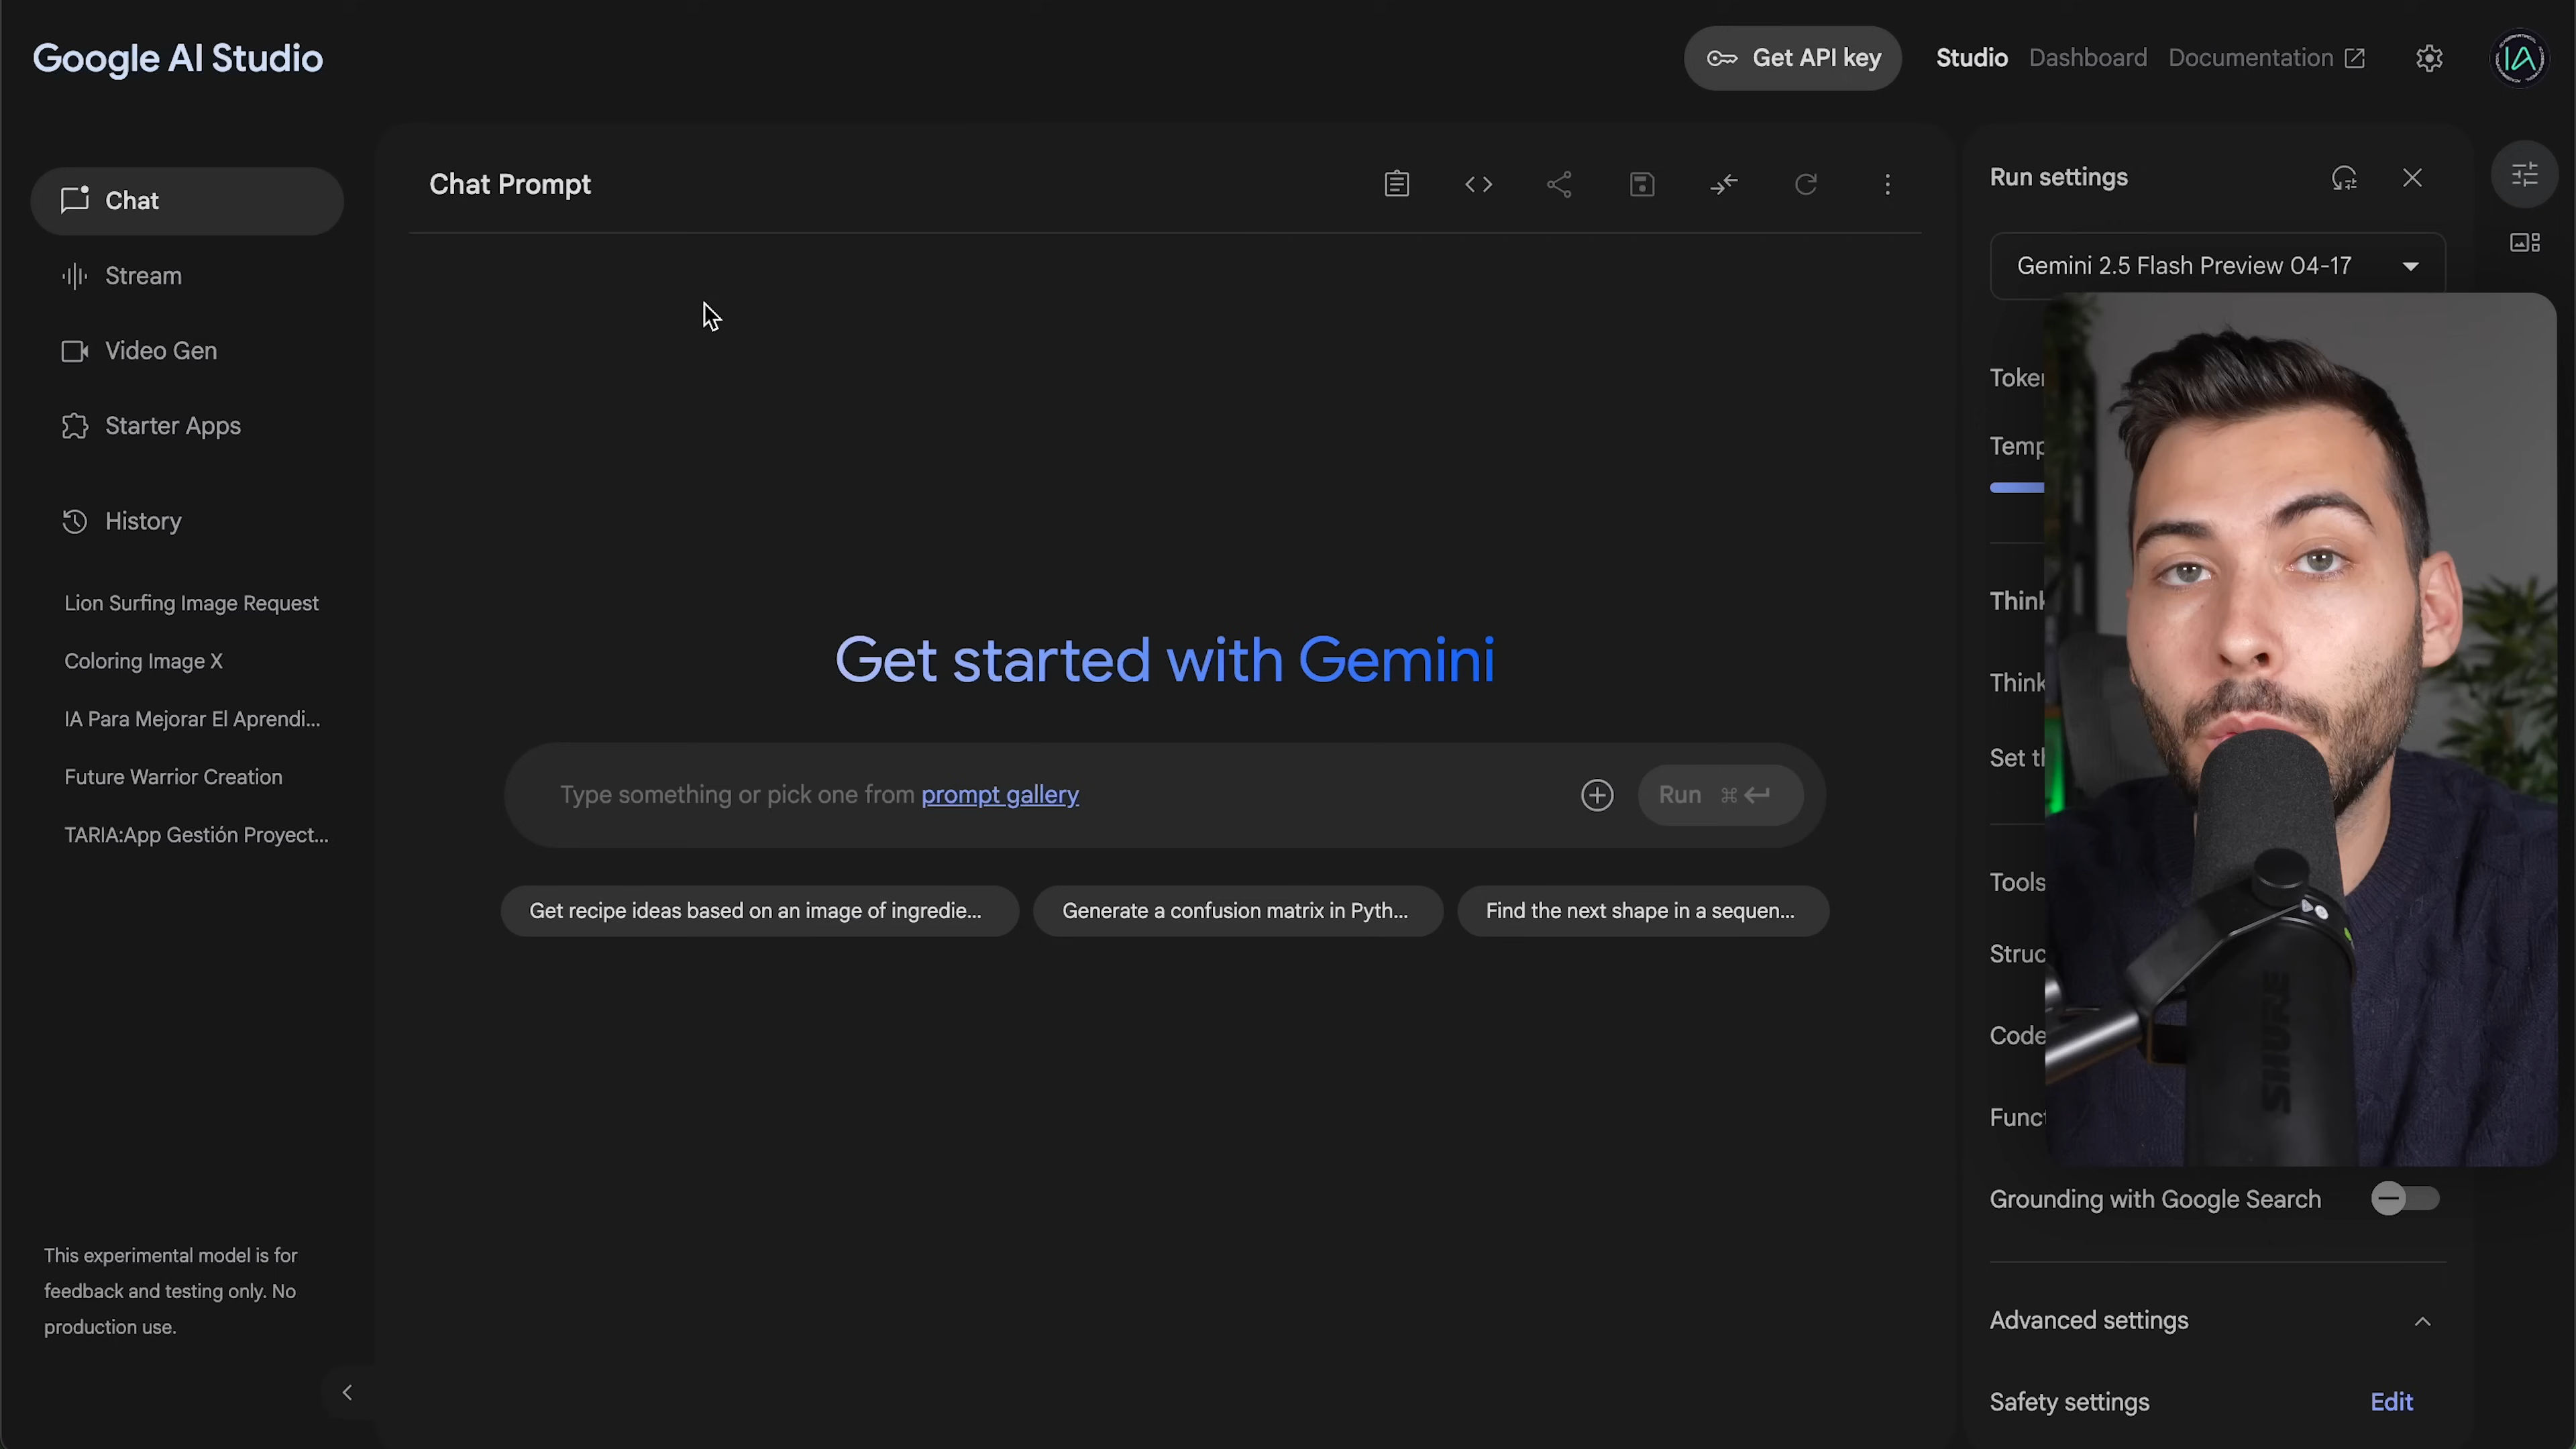 Google AI Studio
Get API key
Studio
Dashboard
Documentation
IA
Chat
Stream
Video Gen
Starter Apps
History
Lion Surfing Image Request
Coloring Image X
IA Para Mejorar El Aprendi...
Future Warrior Creation
TARIA:App Gestión Proyect...
This experimental model is for
feedback and testing only. No
production use.
Chat Prompt
Get started with Gemini
Type something or pick one from prompt gallery
Run ⌘
Get recipe ideas based on an image of ingredie...
Generate a confusion matrix in Pyth...
Find the next shape in a sequen...
Run settings
Gemini 2.5 Flash Preview 04-17
Token
Temp
Think
Think
Set th
Tools
Struc
Code
Funct
SHURE
Grounding with Google Search
Advanced settings
Safety settings
Edit